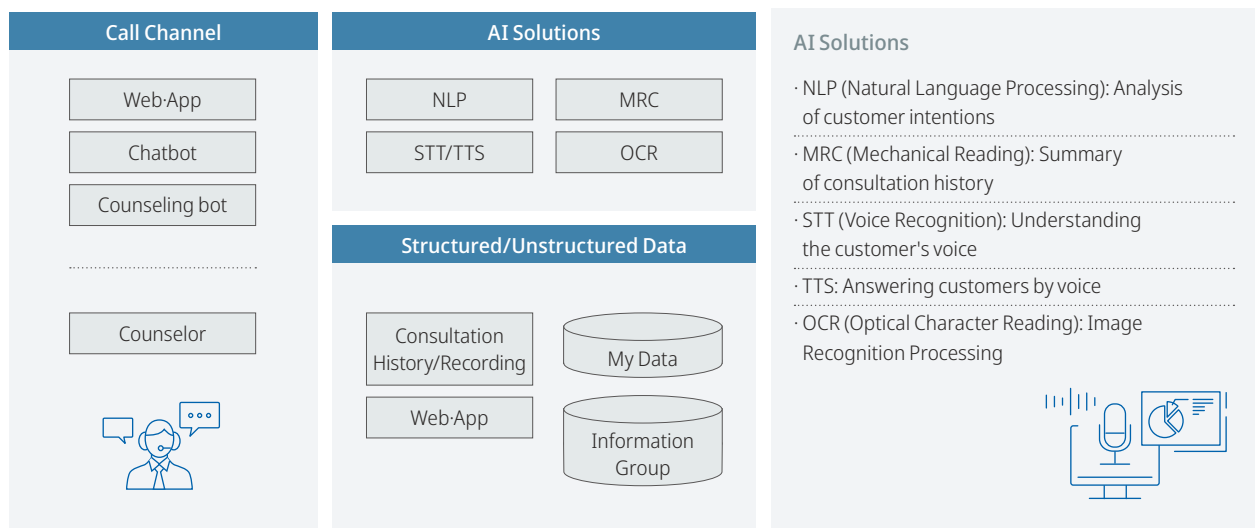 Call Channel
Web·App
Chatbot
Counseling bot
Counselor
AI Solutions
NLP
MRC
STT/TTS
OCR
Structured/Unstructured Data
Consultation
History/Recording
My Data
Web·App
Information
Group
AI Solutions
· NLP (Natural Language Processing): Analysis
of customer intentions
· MRC (Mechanical Reading): Summary
of consultation history
· STT (Voice Recognition): Understanding
the customer's voice
· TTS: Answering customers by voice
· OCR (Optical Character Reading): Image
Recognition Processing